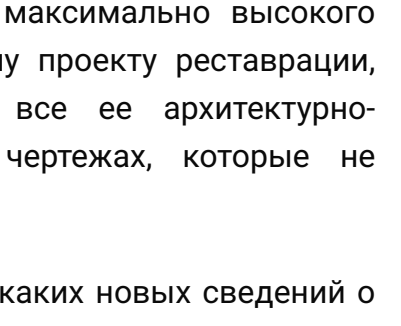 максимально высокого
проекту реставрации,
все ее архитектурно-
чертежах, которые не
каких новых сведений о